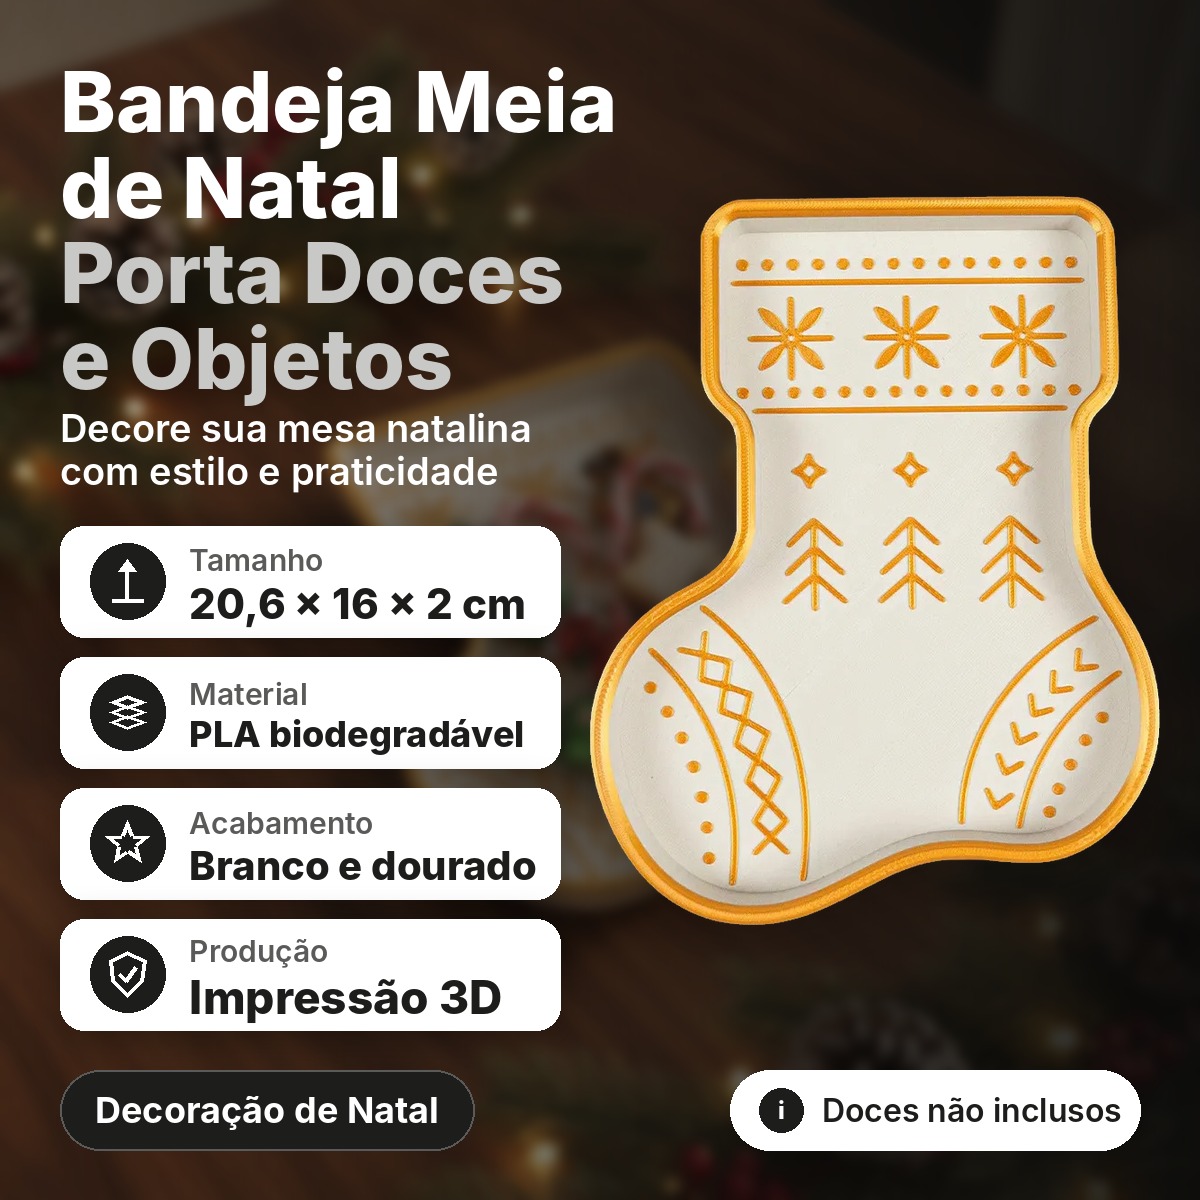 Bandeja Meia
de Natal
Porta Doces
e Objetos
Decore sua mesa natalina
com estilo e praticidade
Tamanho
20,6 × 16 × 2 cm
Material
PLA biodegradável
Acabamento
Branco e dourado
Produção
Impressão 3D
Decoração de Natal
i Doces não inclusos